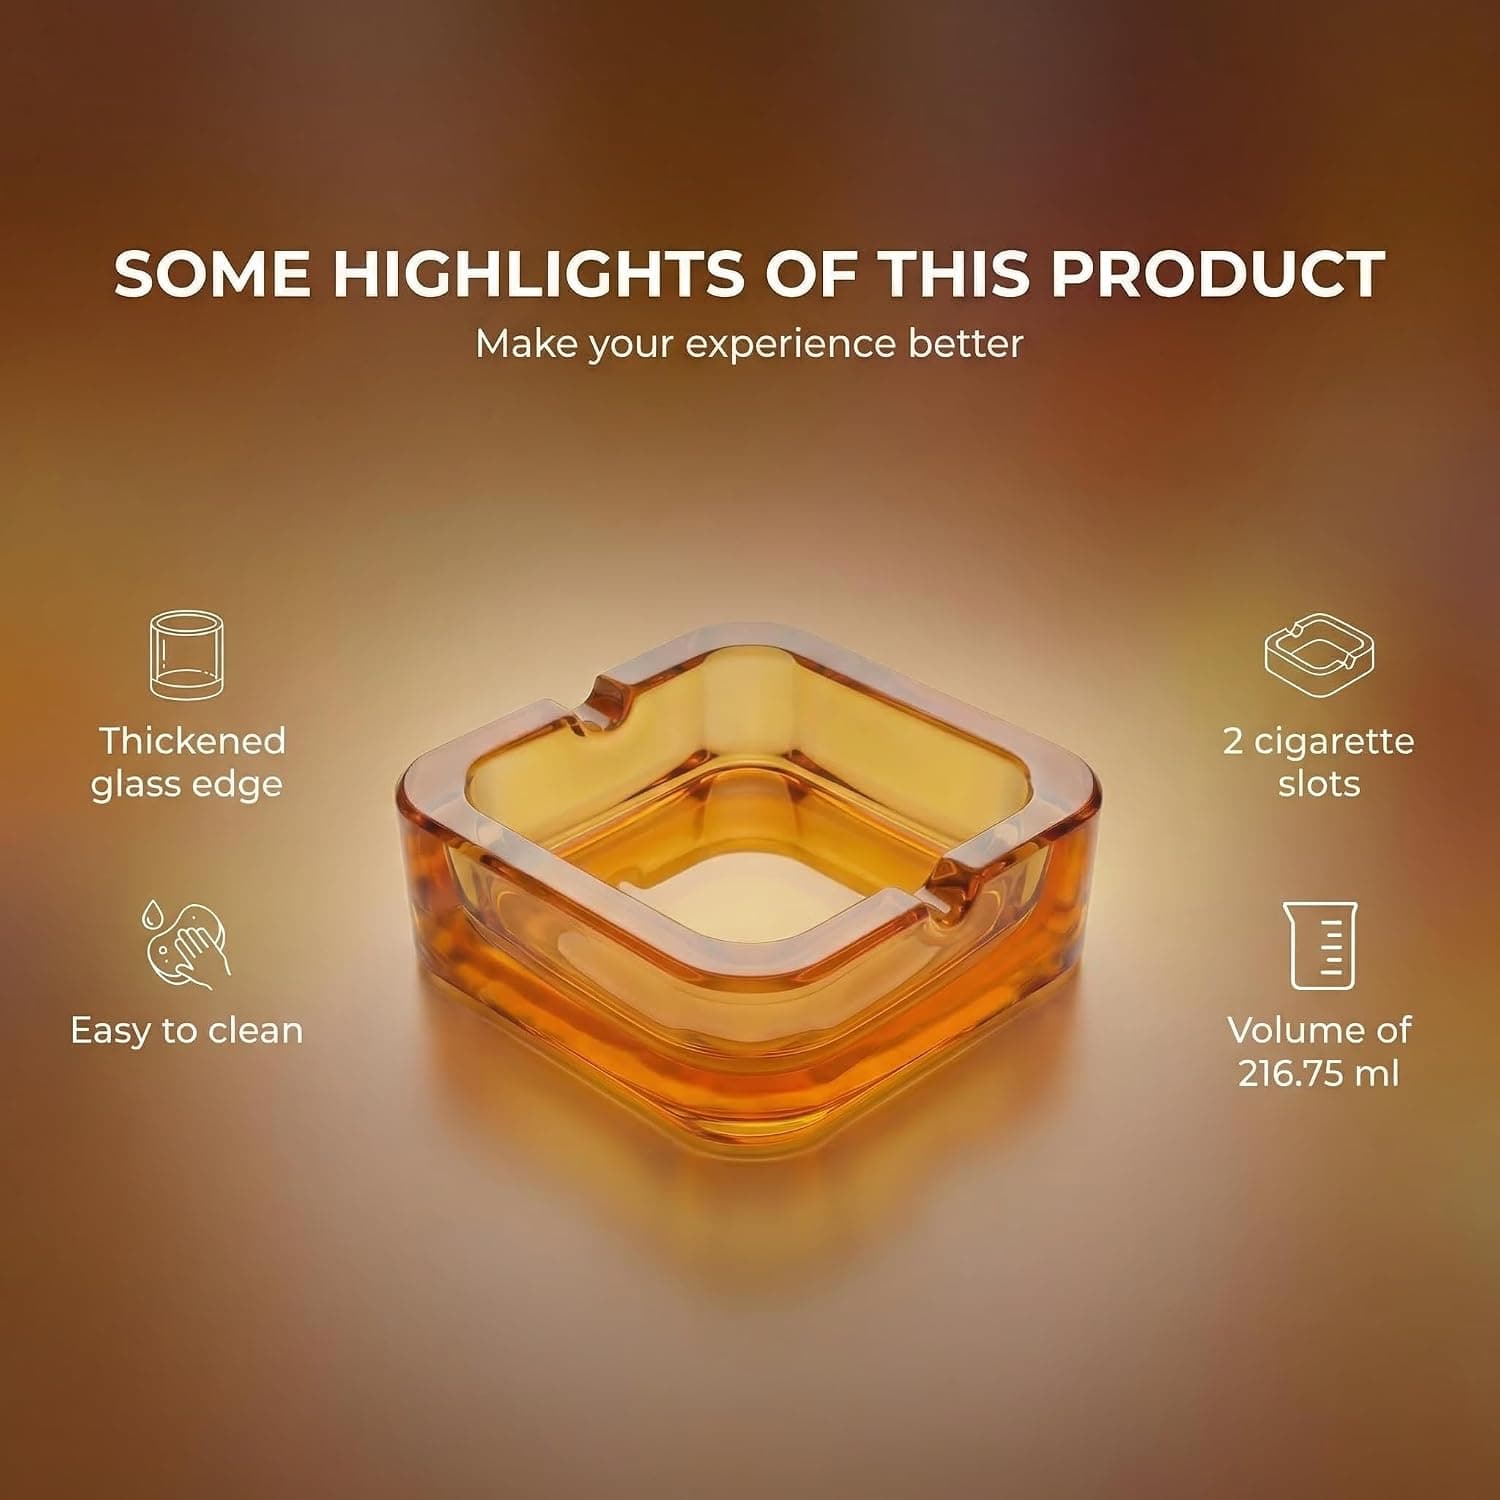 SOME HIGHLIGHTS OF THIS PRODUCT
Make your experience better
Thickened
glass edge
2 cigarette
slots
Easy to clean
Volume of
216.75 ml